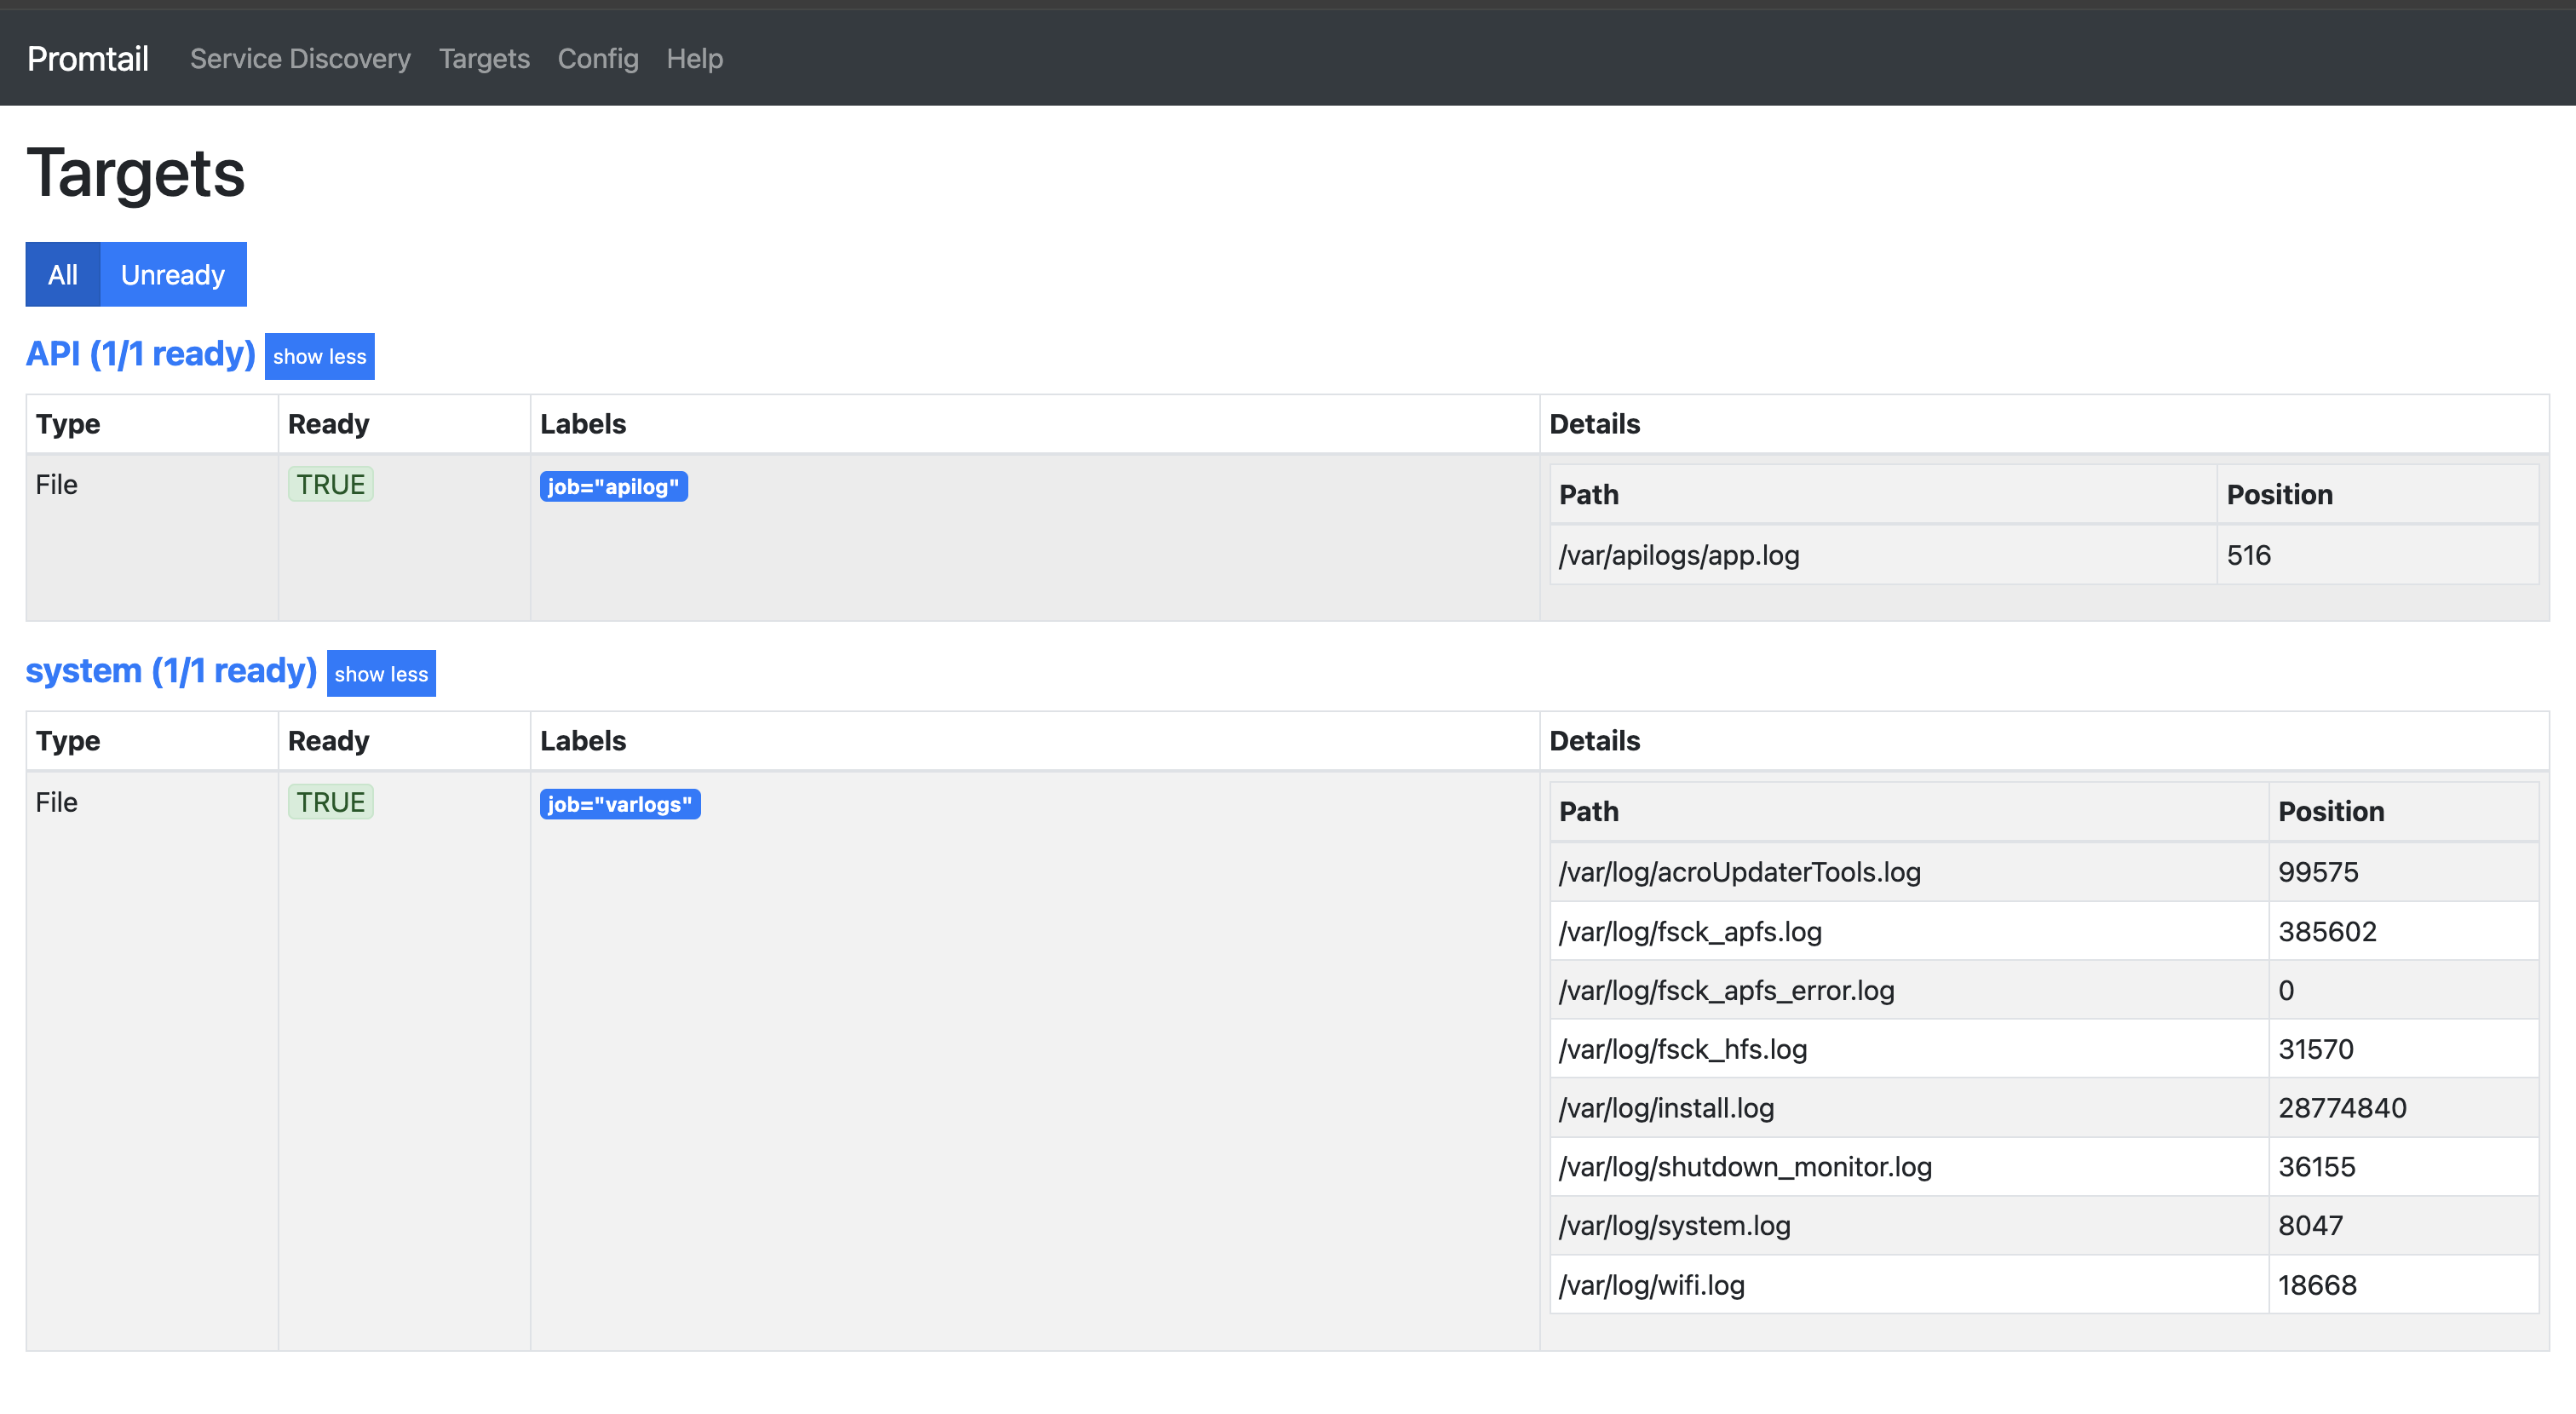 Promtail Service Discovery Targets Config Help
Targets
All Unready
API (1/1 ready) show less
Type Ready Labels Details
File TRUE job="apilog"
Path Position
/var/apilogs/app.log 516
system (1/1 ready) show less
Type Ready Labels Details
File TRUE job="varlogs"
Path Position
/var/log/acroUpdaterTools.log 99575
/var/log/fsck_apfs.log 385602
/var/log/fsck_apfs_error.log 0
/var/log/fsck_hfs.log 31570
/var/log/install.log 28774840
/var/log/shutdown_monitor.log 36155
/var/log/system.log 8047
/var/log/wifi.log 18668